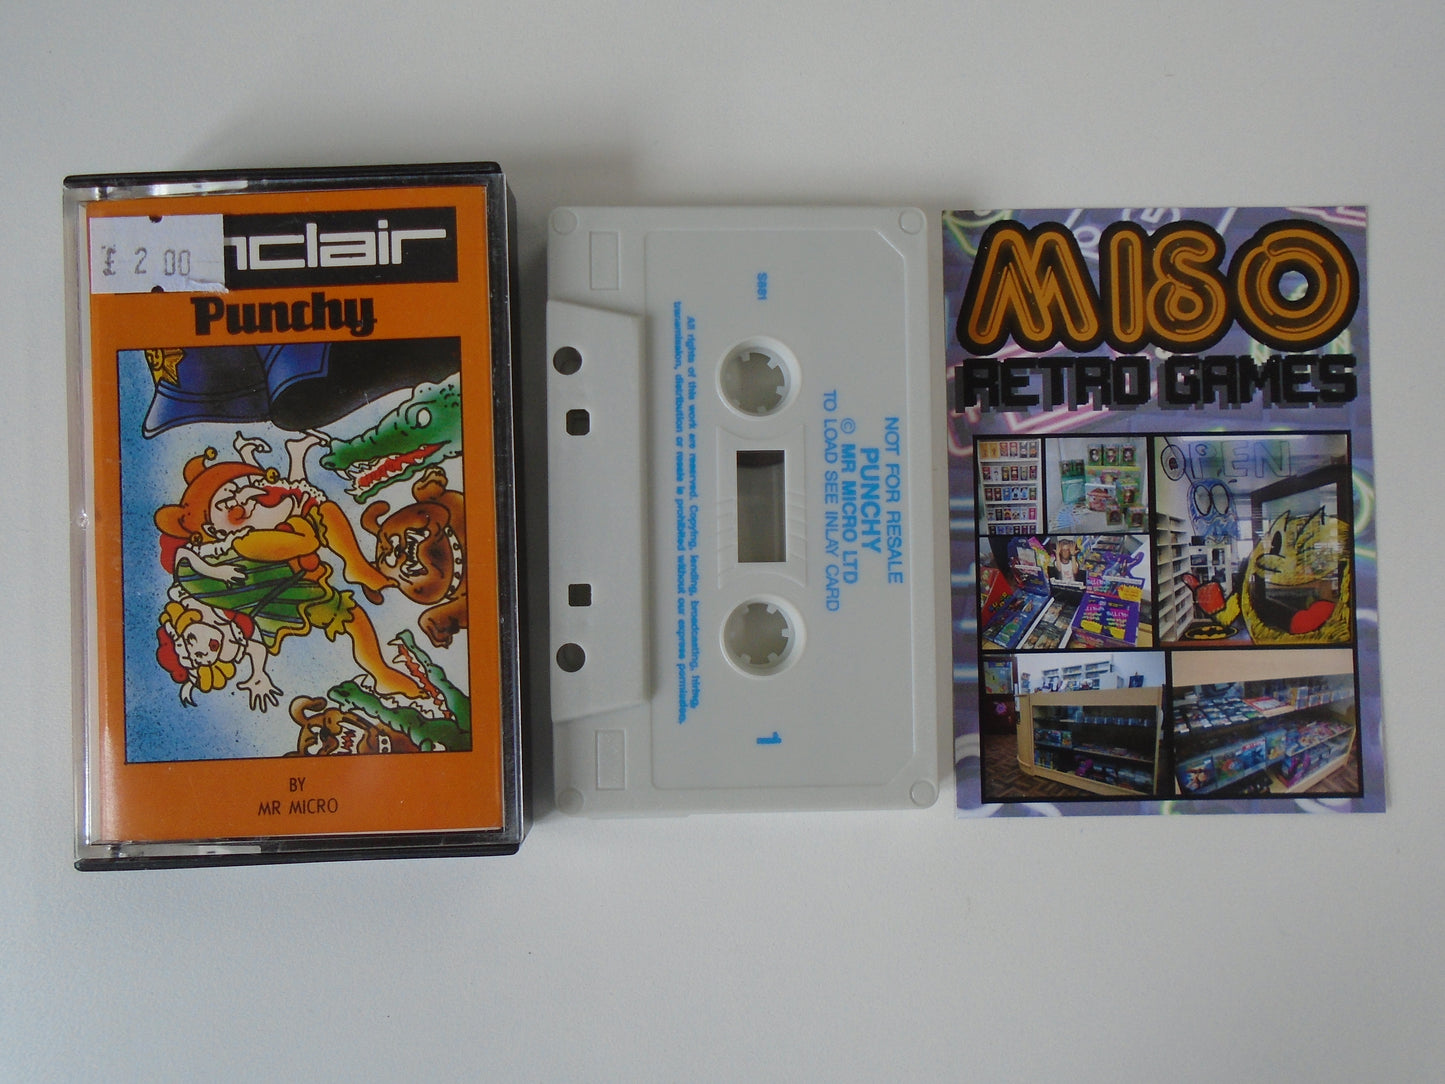 £ 2 00
nclair
Punchy
BY
MR MICRO
NOT FOR RESALE
PUNCHY
© MR MICRO LTD
TO LOAD SEE INLAY CARD
S881
1
All rights of this work are reserved. Copying, lending, broadcasting, hiring,
transmission, distribution or resale is prohibited without our express permission.
MISO
RETRO GAMES
OPEN